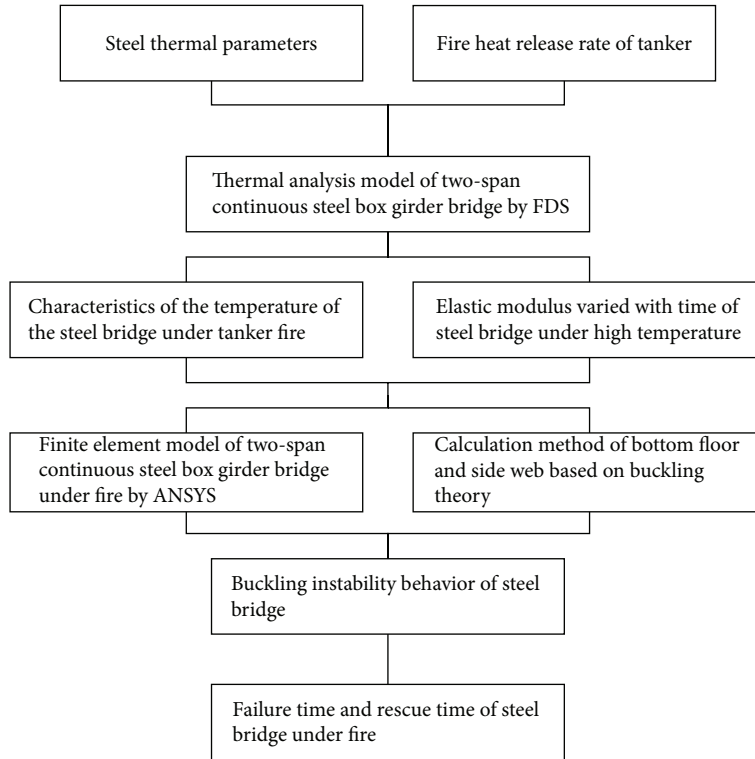 Steel thermal parameters
Fire heat release rate of tanker
Thermal analysis model of two-span
continuous steel box girder bridge by FDS
Characteristics of the temperature of
the steel bridge under tanker fire
Elastic modulus varied with time of
steel bridge under high temperature
Finite element model of two-span
continuous steel box girder bridge
under fire by ANSYS
Calculation method of bottom floor
and side web based on buckling
theory
Buckling instability behavior of steel
bridge
Failure time and rescue time of steel
bridge under fire